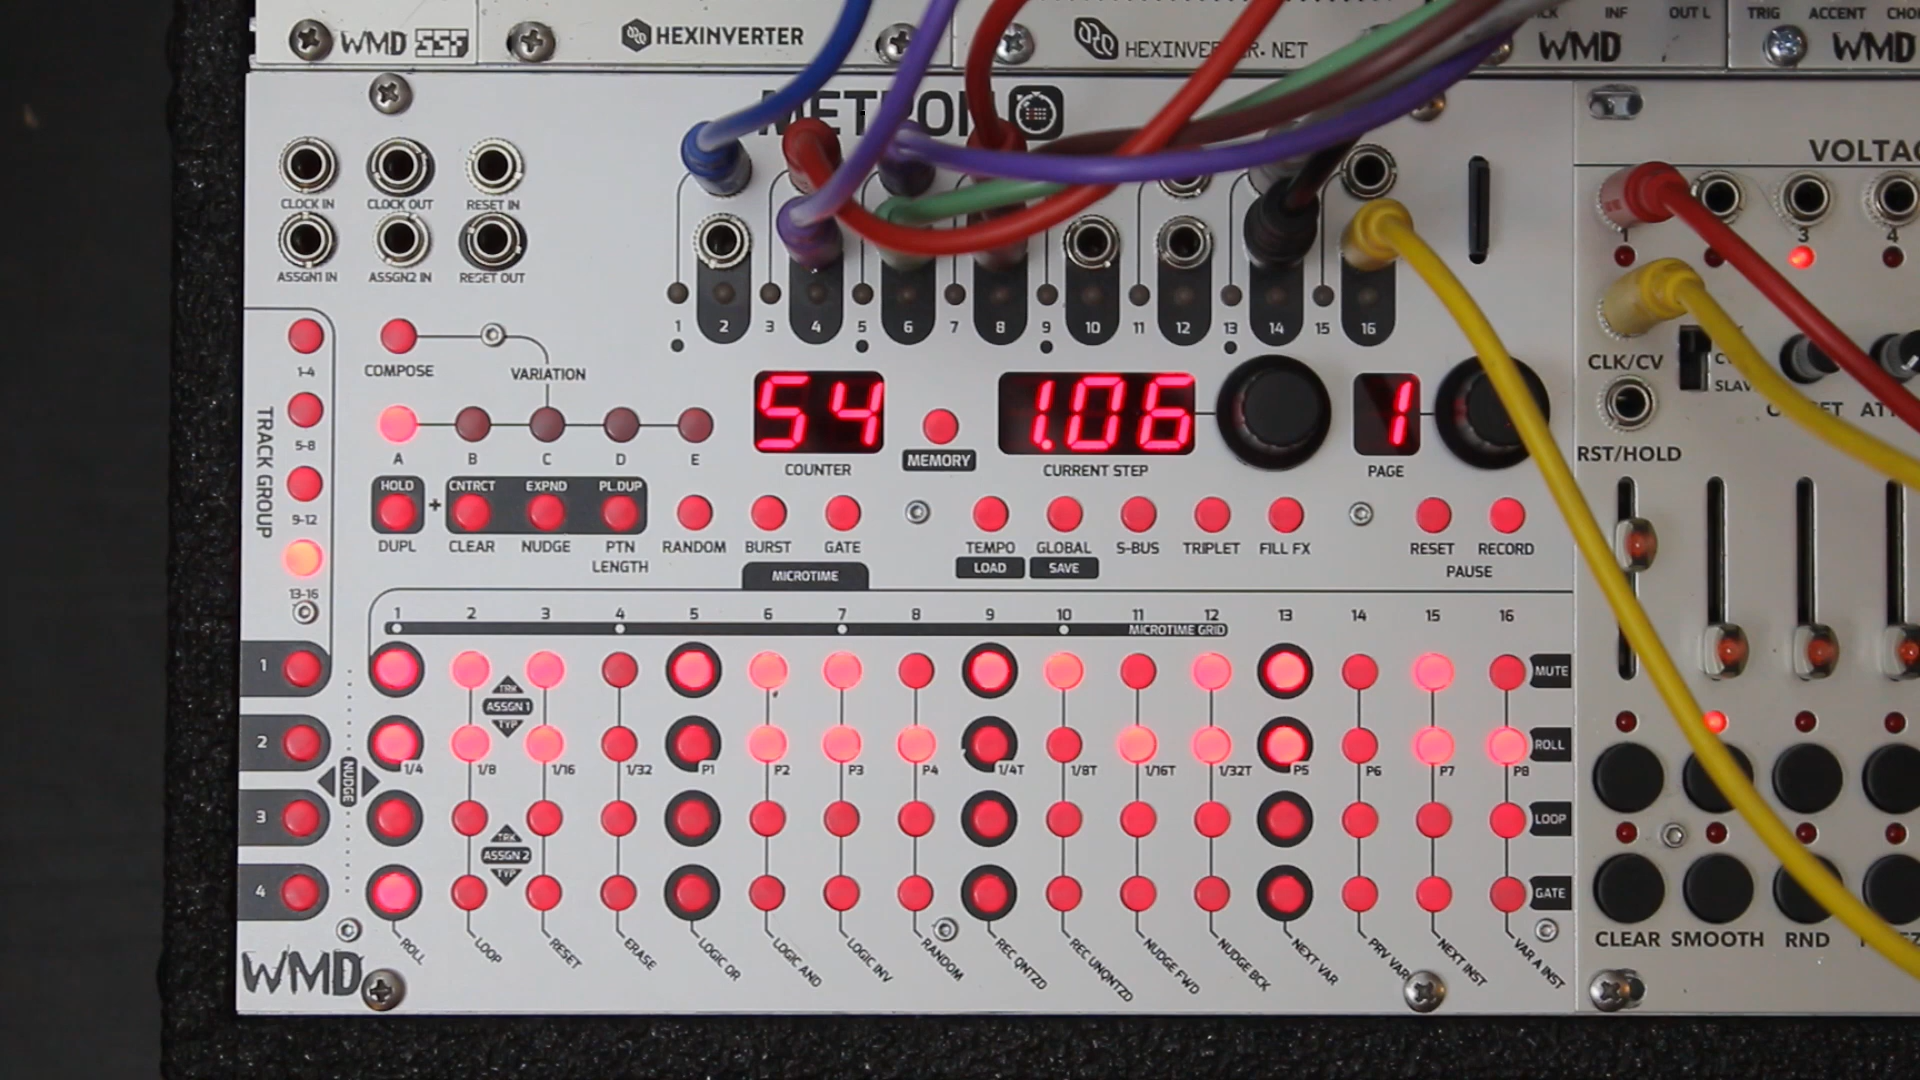 WMD SSF
HEXINVERTER
HEXINVERTER.NET
INF OUT L
WMD
TRIG ACCENT
WMD
METRON
VOLTAG
CLOCK IN CLOCK OUT RESET IN
ASSGN1 IN ASSGN2 IN RESET OUT
1 2 3 4 5 6 7 8 9 10 11 12 13 14 15 16
1 3 4
COMPOSE
VARIATION
A B C D E
54
COUNTER
MEMORY
1.06
CURRENT STEP
1
PAGE
CLK/CV
RST/HOLD
TRACK GROUP
1-4
5-8
9-12
13-16
HOLD + CNTRCT EXPND PL.DUP
DUPL CLEAR NUDGE PTN LENGTH RANDOM BURST GATE
MICROTIME
TEMPO GLOBAL S-BUS TRIPLET FILL FX RESET RECORD
LOAD SAVE
PAUSE
1 2 3 4 5 6 7 8 9 10 11 12 13 14 15 16
MICROTIME GRID
1 MUTE
TRK
ASSGN 1
TYP
2 ROLL
1/4 1/8 1/16 1/32 P1 P2 P3 P4 1/4T 1/8T 1/16T 1/32T P5 P6 P7 P8
NUDGE
3 LOOP
TRK
ASSGN 2
TYP
4 GATE
ROLL LOOP RESET ERASE LOGIC OR LOGIC AND LOGIC INV RANDOM REC QNTZD REC UNQNTZD NUDGE FWD NUDGE BCK NEXT VAR PRV VAR NEXT INST VAR A INST
CLEAR SMOOTH RND
WMD